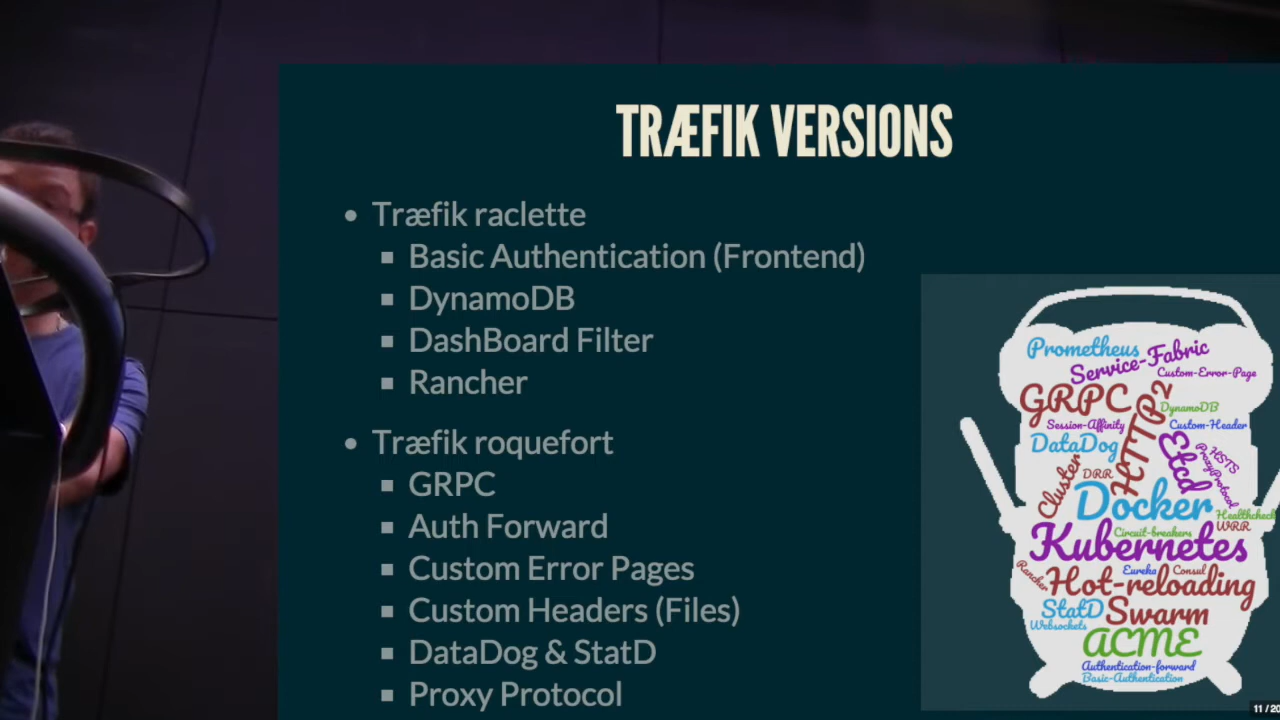 TRÆFIK VERSIONS
Træfik raclette
Basic Authentication (Frontend)
DynamoDB
DashBoard Filter
Rancher
Træfik roquefort
GRPC
Auth Forward
Custom Error Pages
Custom Headers (Files)
DataDog & StatD
Proxy Protocol
Prometheus
Service-Fabric
Custom-Error-Page
GRPC
HTTP2
DynamoDB
Session-Affinity
Custom-Header
DataDog
Etcd
HSTS
ProxyProtocol
Cluster
DRR
Docker
Healthcheck
WRR
Circuit-breakers
Kubernetes
Rancher
Eureka
Consul
Hot-reloading
StatD
Swarm
Websockets
ACME
Authentication-forward
Basic-Authentication
11 / 20